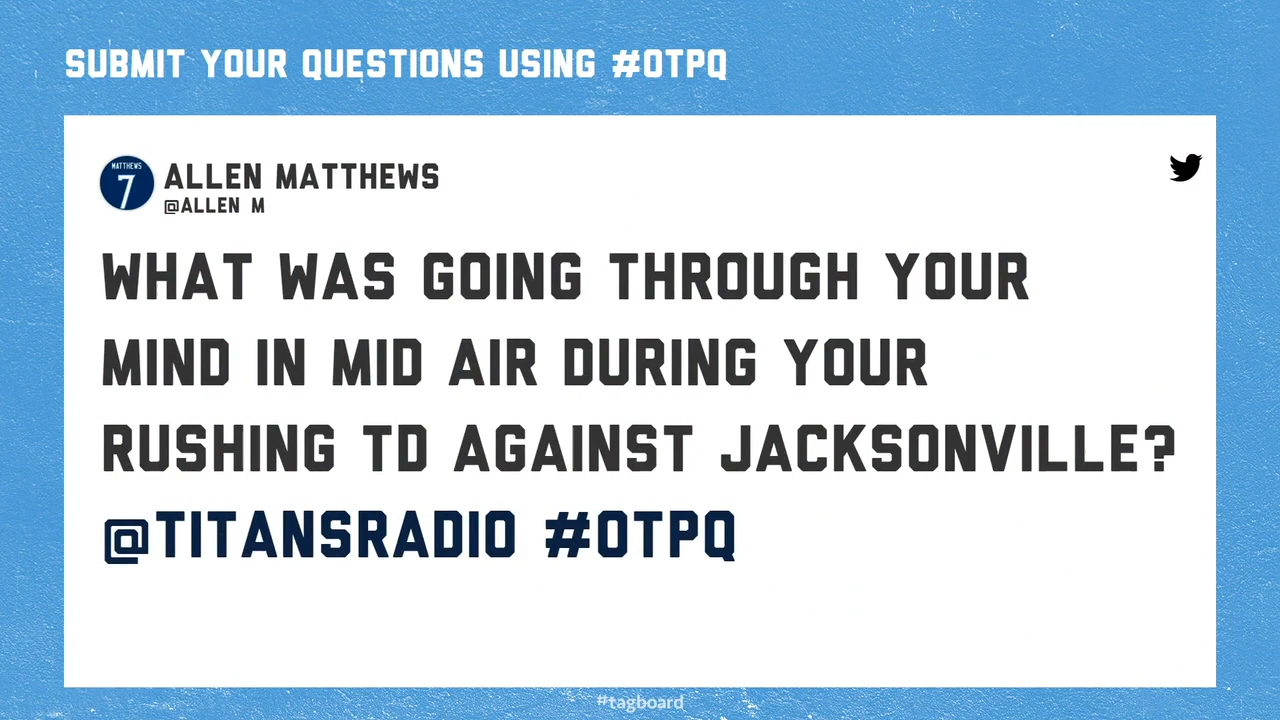 SUBMIT YOUR QUESTIONS USING #OTPQ
MATTHEWS
7
ALLEN MATTHEWS
@ALLEN M
WHAT WAS GOING THROUGH YOUR
MIND IN MID AIR DURING YOUR
RUSHING TD AGAINST JACKSONVILLE?
@TITANSRADIO #OTPQ
#tagboard